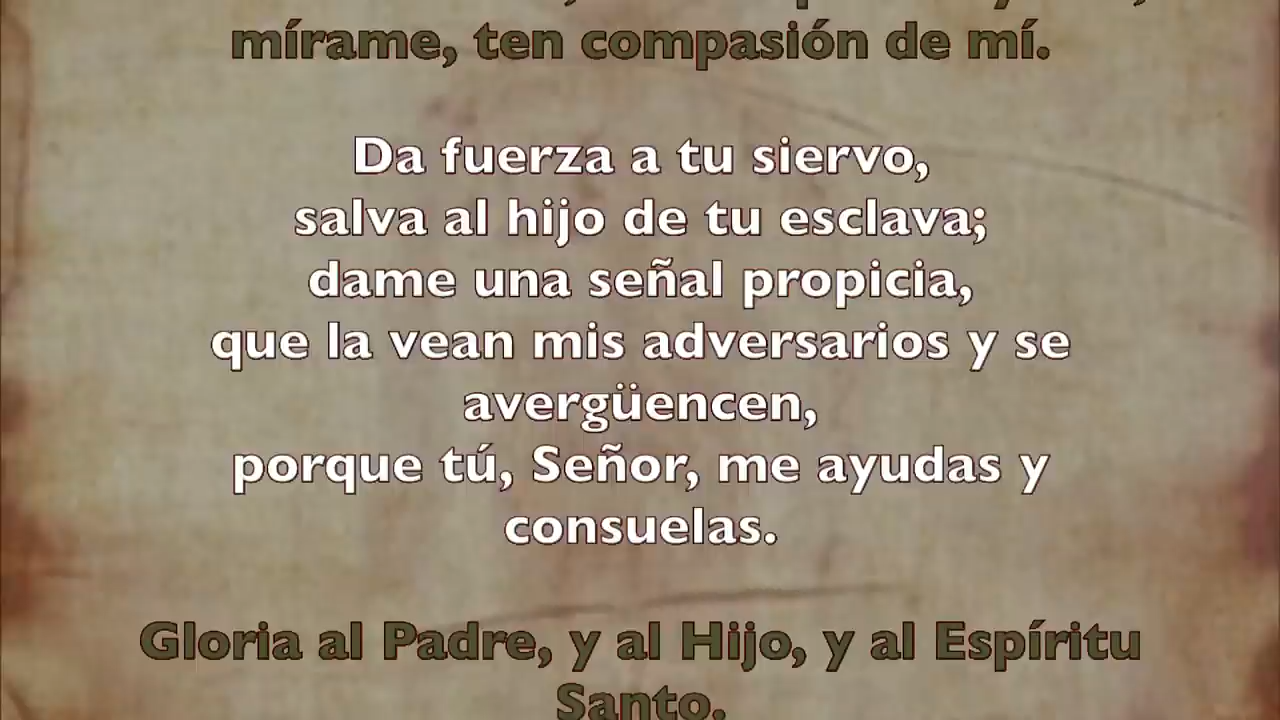 mírame, ten compasión de mí.
Da fuerza a tu siervo,
salva al hijo de tu esclava;
dame una señal propicia,
que la vean mis adversarios y se
avergüencen,
porque tú, Señor, me ayudas y
consuelas.
Gloria al Padre, y al Hijo, y al Espíritu
Santo.